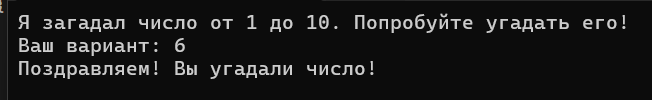 Я загадал число от 1 до 10. Попробуйте угадать его!
Ваш вариант: 6
Поздравляем! Вы угадали число!